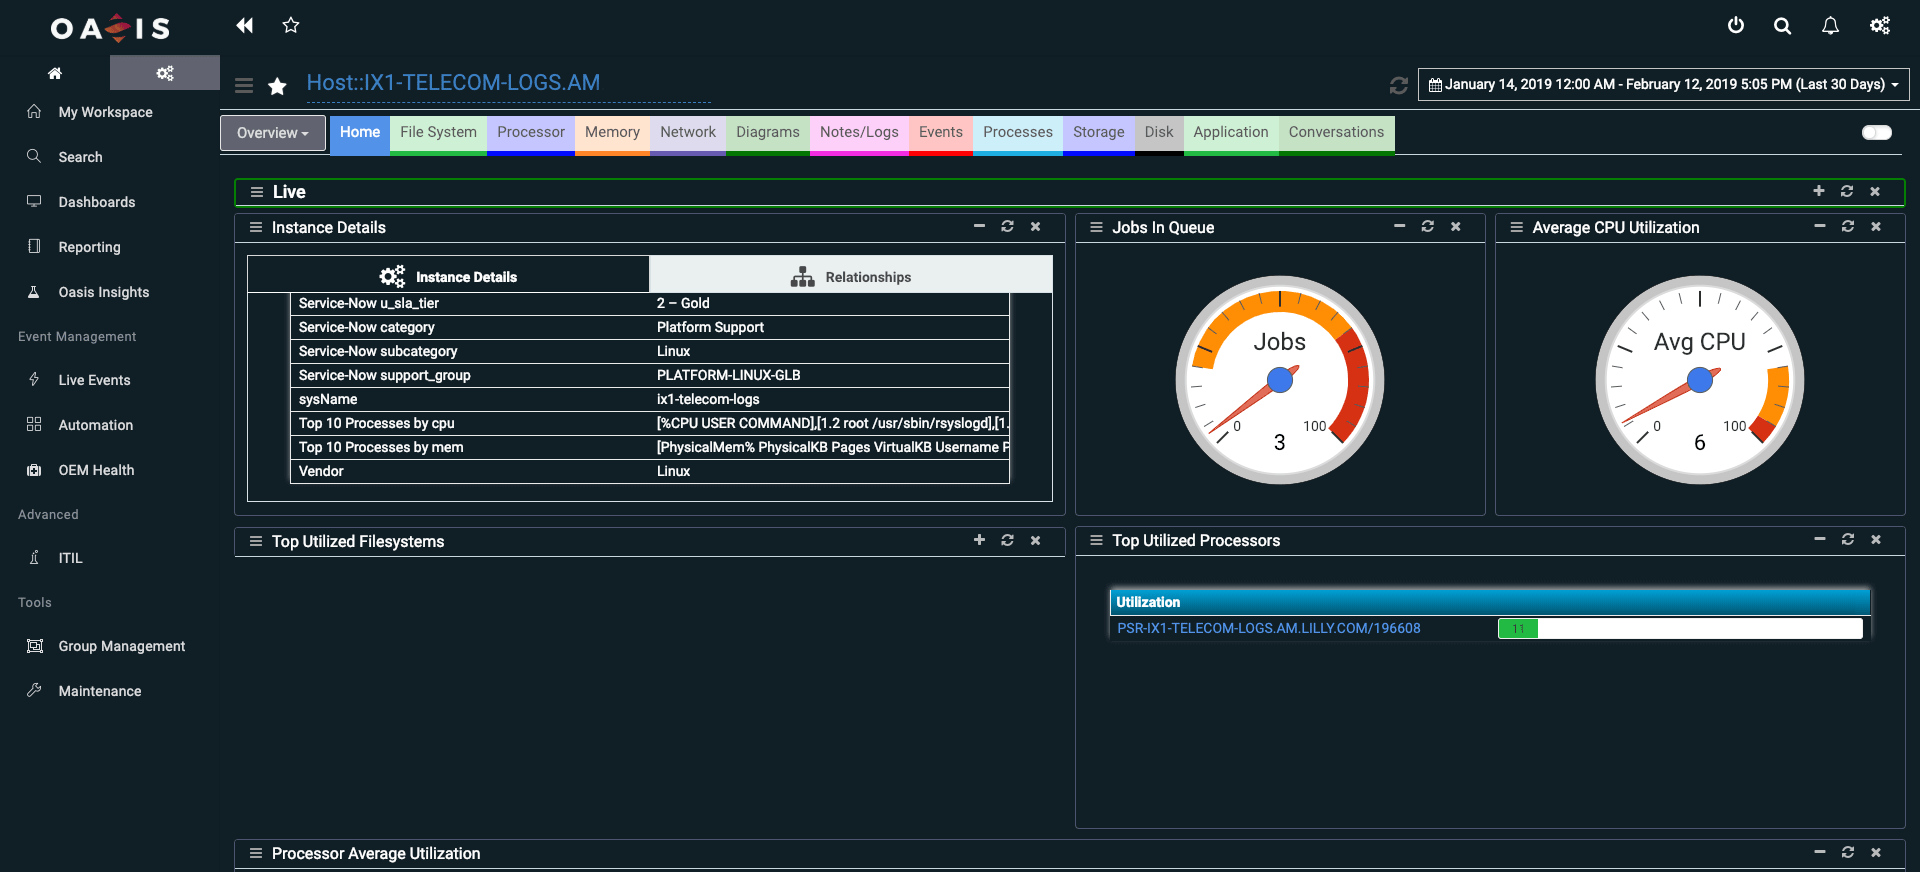 OASIS
My Workspace
Search
Dashboards
Reporting
Oasis Insights
Event Management
Live Events
Automation
OEM Health
Advanced
ITIL
Tools
Group Management
Maintenance
Host::IX1-TELECOM-LOGS.AM
January 14, 2019 12:00 AM - February 12, 2019 5:05 PM (Last 30 Days)
Overview Home File System Processor Memory Network Diagrams Notes/Logs Events Processes Storage Disk Application Conversations
Live
Instance Details
Instance Details Relationships
Service-Now u_sla_tier 2 – Gold
Service-Now category Platform Support
Service-Now subcategory Linux
Service-Now support_group PLATFORM-LINUX-GLB
sysName ix1-telecom-logs
Top 10 Processes by cpu [%CPU USER COMMAND],[1.2 root /usr/sbin/rsyslogd],[1.
Top 10 Processes by mem [PhysicalMem% PhysicalKB Pages VirtualKB Username P
Vendor Linux
Jobs In Queue
Jobs
0 100
3
Average CPU Utilization
Avg CPU
0 100
6
Top Utilized Filesystems
Top Utilized Processors
Utilization
PSR-IX1-TELECOM-LOGS.AM.LILLY.COM/196608 11
Processor Average Utilization